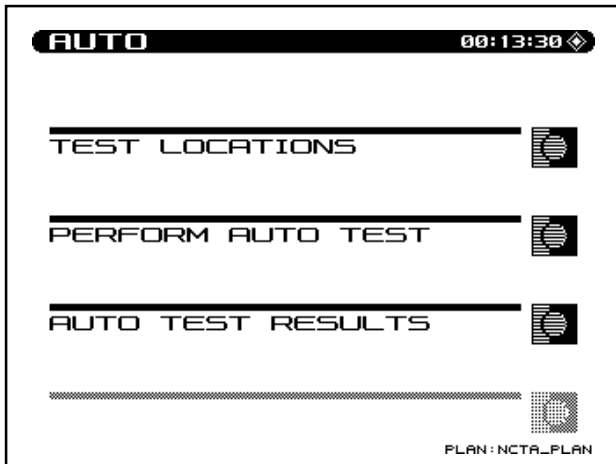 AUTO 00:13:30
TEST LOCATIONS
PERFORM AUTO TEST
AUTO TEST RESULTS
PLAN:NCTA_PLAN